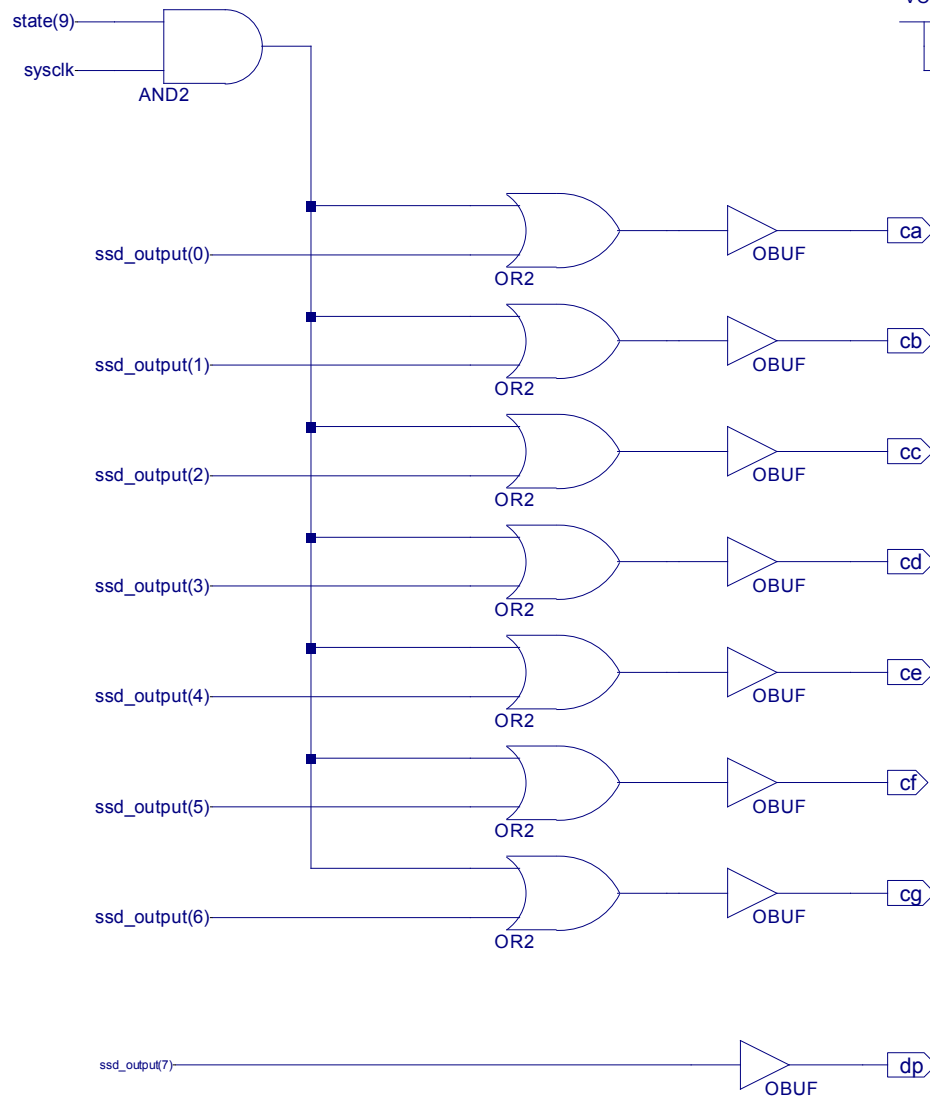 state(9)
sysclk
AND2
ssd_output(0)
OR2
OBUF
ca
ssd_output(1)
OR2
OBUF
cb
ssd_output(2)
OR2
OBUF
cc
ssd_output(3)
OR2
OBUF
cd
ssd_output(4)
OR2
OBUF
ce
ssd_output(5)
OR2
OBUF
cf
ssd_output(6)
OR2
OBUF
cg
ssd_output(7)
OBUF
dp